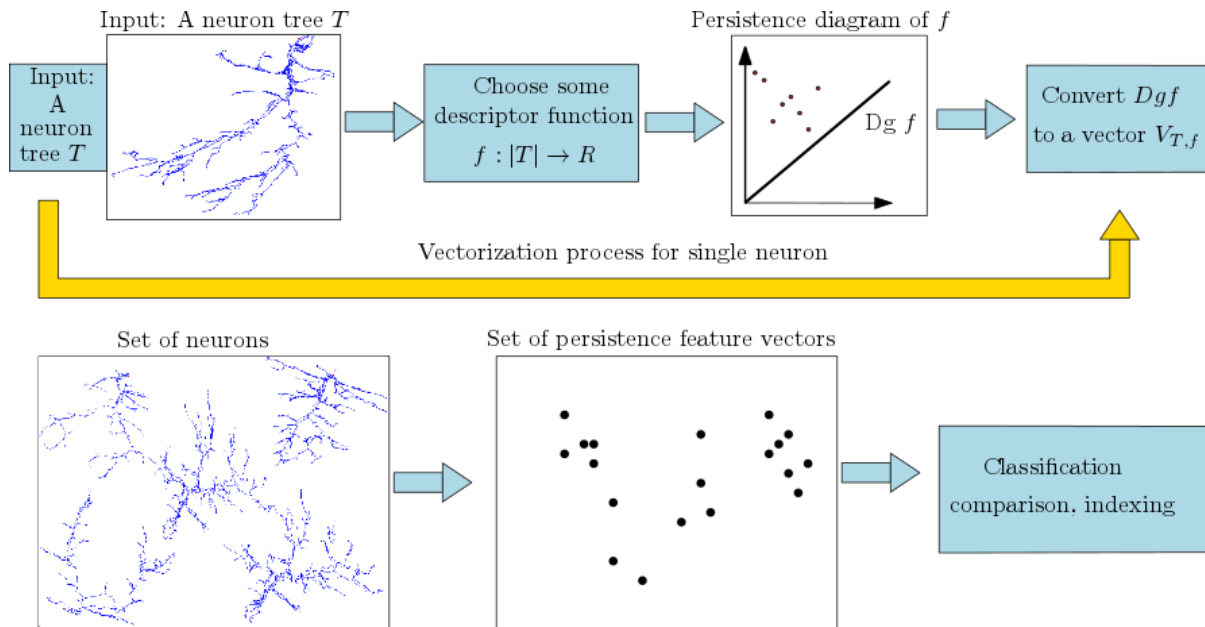 Input: A neuron tree T
Input:
A
neuron
tree T
Choose some
descriptor function
f : |T| → R
Persistence diagram of f
Dg f
Convert Dgf
to a vector V_{T,f}
Vectorization process for single neuron
Set of neurons
Set of persistence feature vectors
Classification
comparison, indexing